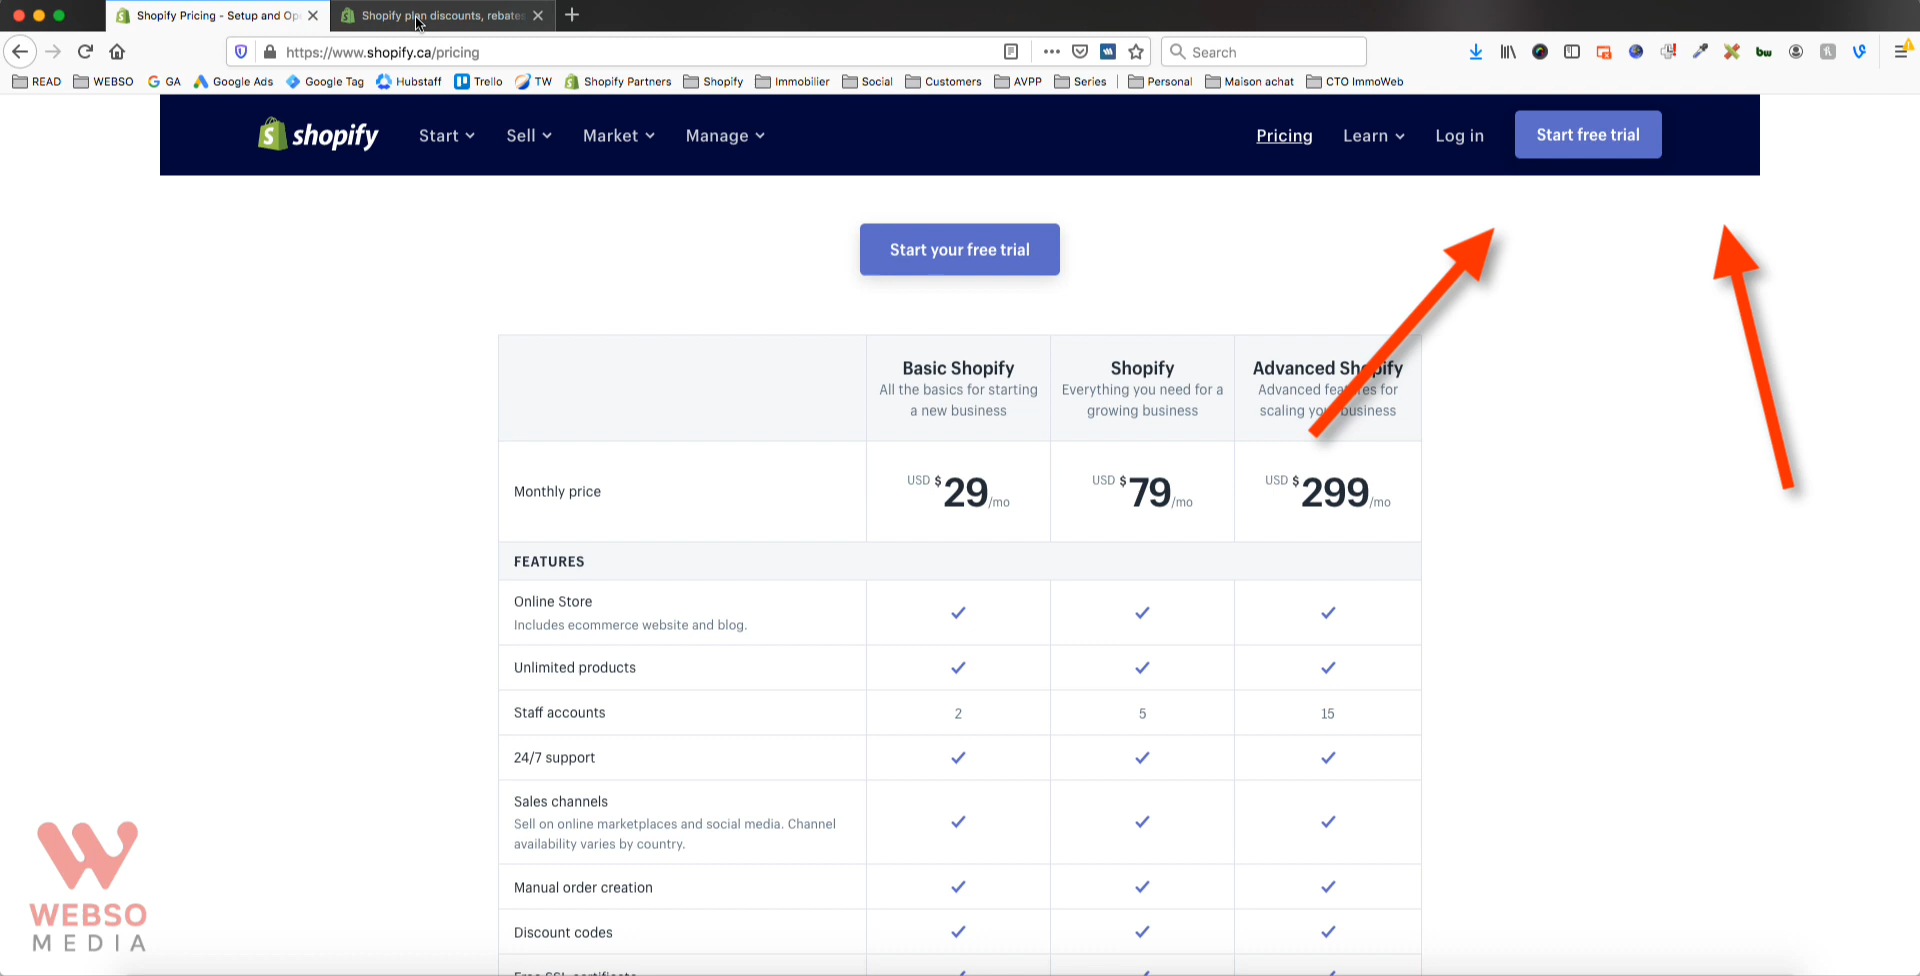 Shopify Pricing - Setup and Op
Shopify plan discounts, rebates
https://www.shopify.ca/pricing
Search
READ WEBSO GA Google Ads Google Tag Hubstaff Trello TW Shopify Partners Shopify Immobilier Social Customers AVPP Series Personal Maison achat CTO ImmoWeb
shopify Start Sell Market Manage Pricing Learn Log in Start free trial
Start your free trial
Basic Shopify Shopify Advanced Shopify
All the basics for starting Everything you need for a Advanced features for
a new business growing business scaling your business
Monthly price USD $ 29 /mo USD $ 79 /mo USD $ 299 /mo
FEATURES
Online Store
Includes ecommerce website and blog.
Unlimited products
Staff accounts 2 5 15
24/7 support
Sales channels
Sell on online marketplaces and social media. Channel
availability varies by country.
Manual order creation
Discount codes
Free SSL certificate
WEBSO
MEDIA